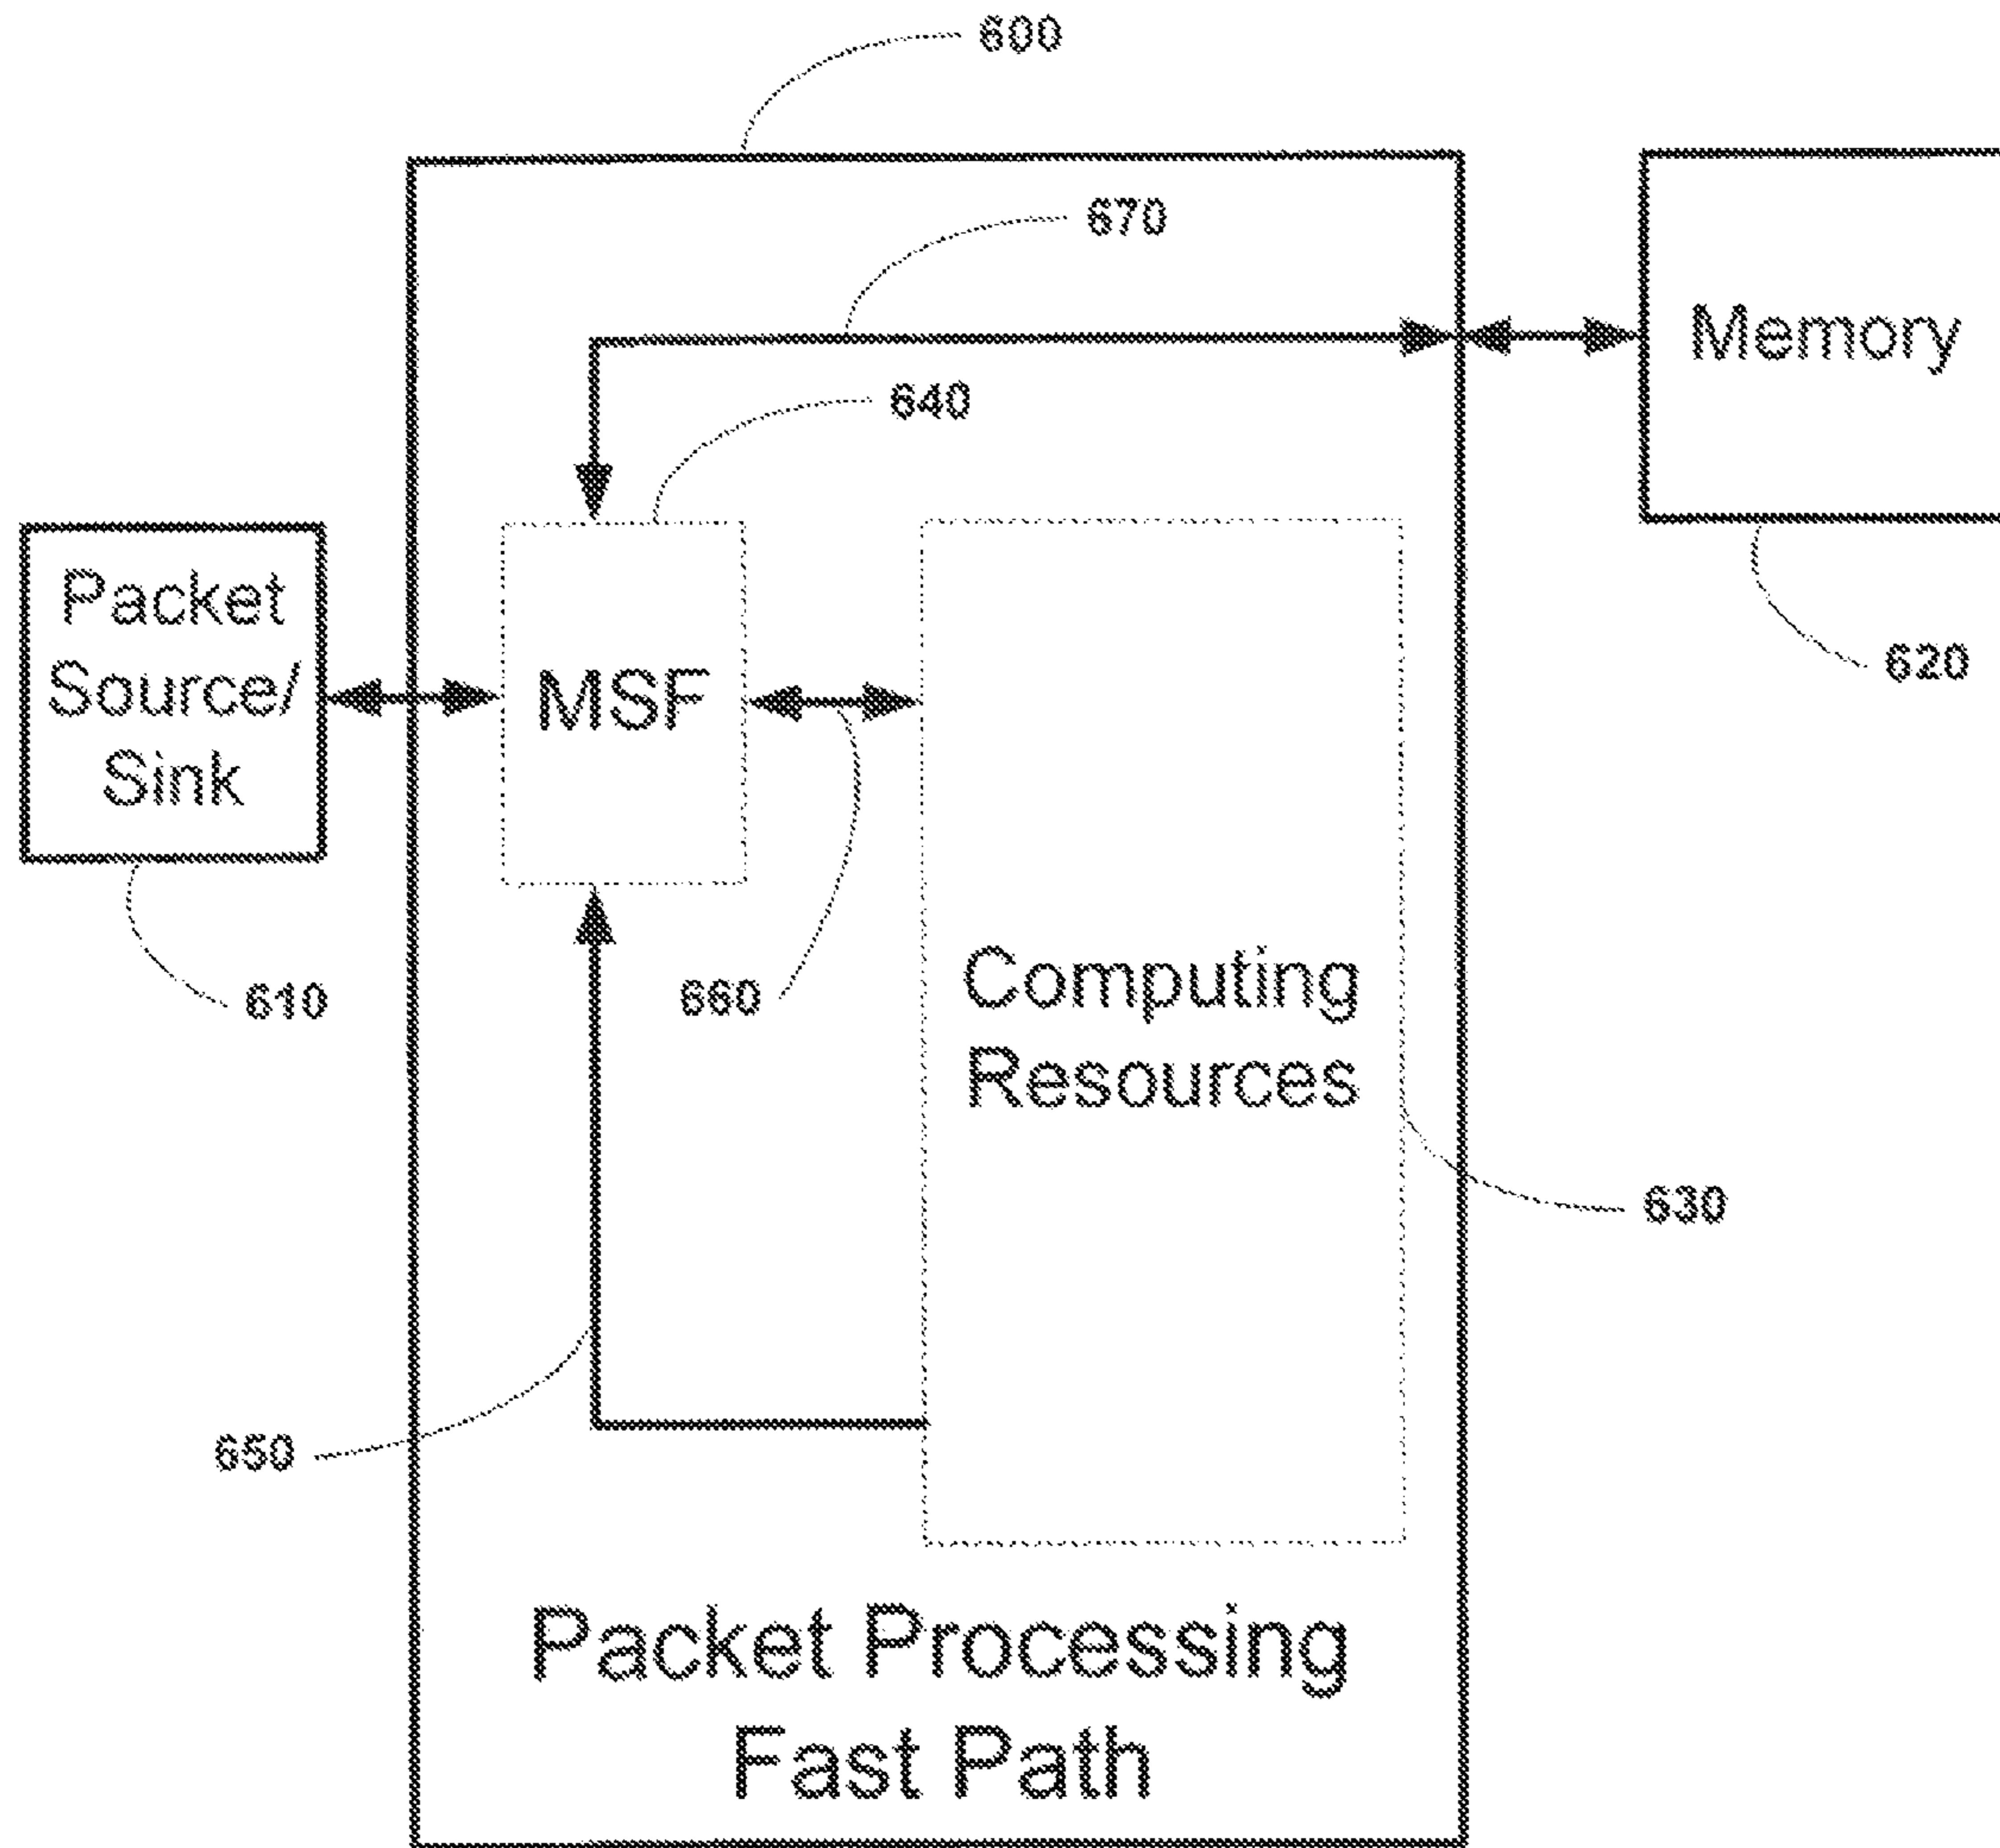 600
670
Memory
640
Packet
Source/
Sink
MSF
620
610
660
Computing
Resources
630
650
Packet Processing
Fast Path